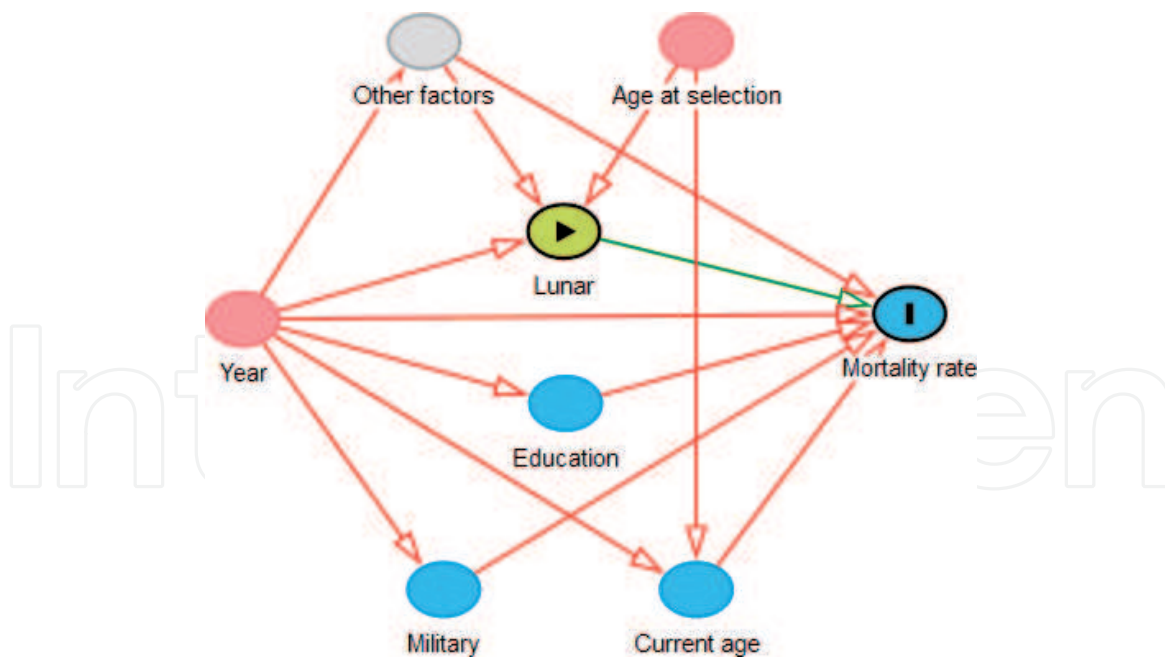 Other factors
Age at selection
Lunar
Year
Mortality rate
Education
Military
Current age